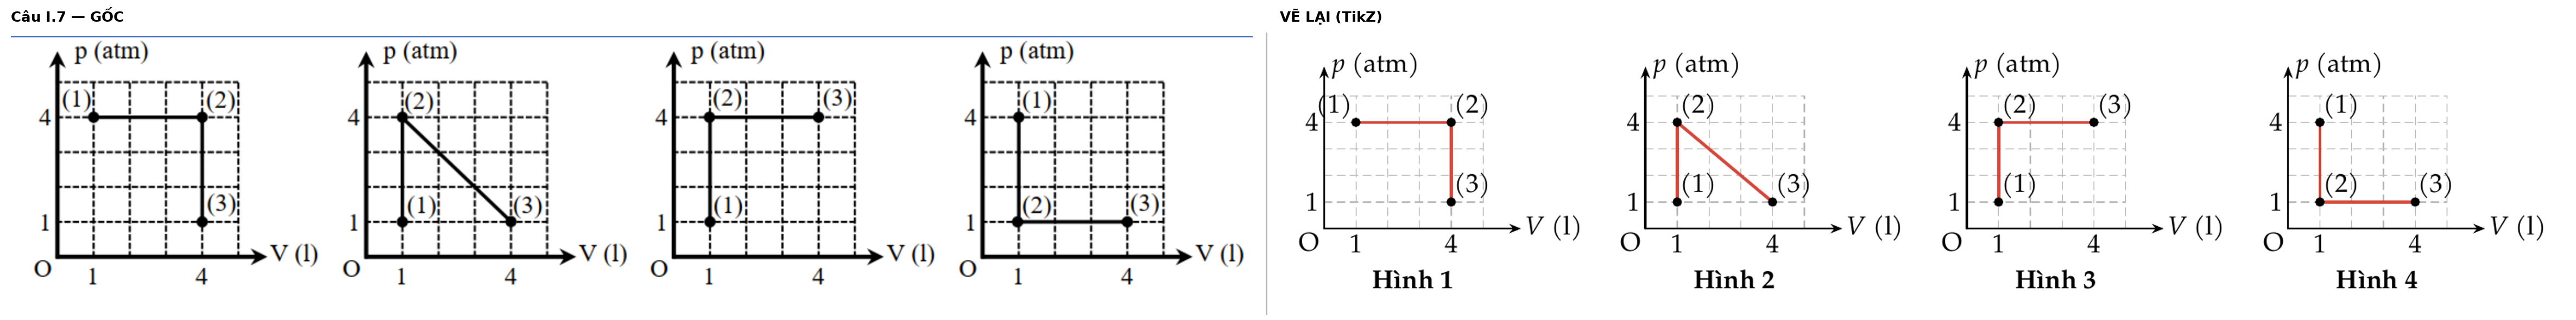 Câu I.7 — GỐC
p (atm)
(1)
(2)
4
(3)
1
V (l)
O
1
4
p (atm)
(2)
4
(1)
(3)
1
V (l)
O
1
4
p (atm)
(2)
(3)
4
(1)
1
V (l)
O
1
4
p (atm)
(1)
4
(2)
(3)
1
V (l)
O
1
4
VẼ LẠI (TikZ)
p (atm)
(1)
(2)
4
(3)
1
V (l)
O
1
4
Hình 1
p (atm)
(2)
4
(1)
(3)
1
V (l)
O
1
4
Hình 2
p (atm)
(2)
(3)
4
(1)
1
V (l)
O
1
4
Hình 3
p (atm)
(1)
4
(2)
(3)
1
V (l)
O
1
4
Hình 4